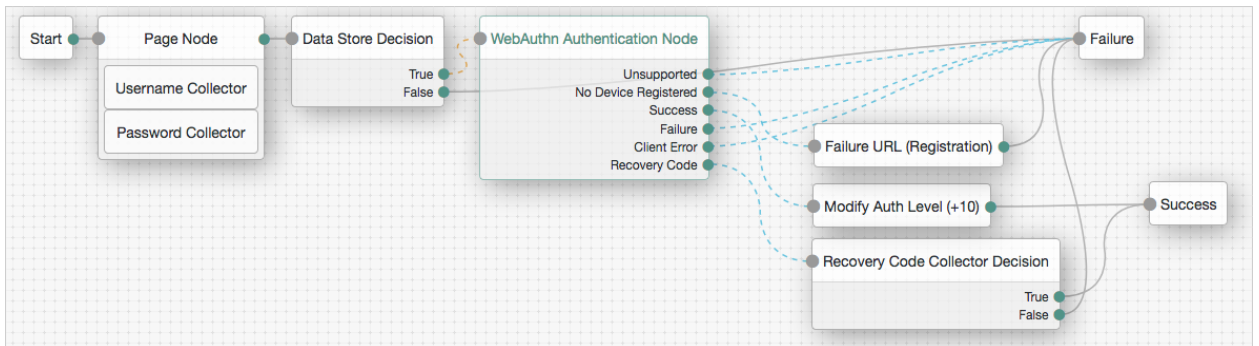 Start
Page Node
Username Collector
Password Collector
Data Store Decision
True
False
WebAuthn Authentication Node
Unsupported
No Device Registered
Success
Failure
Client Error
Recovery Code
Failure
Failure URL (Registration)
Modify Auth Level (+10)
Success
Recovery Code Collector Decision
True
False